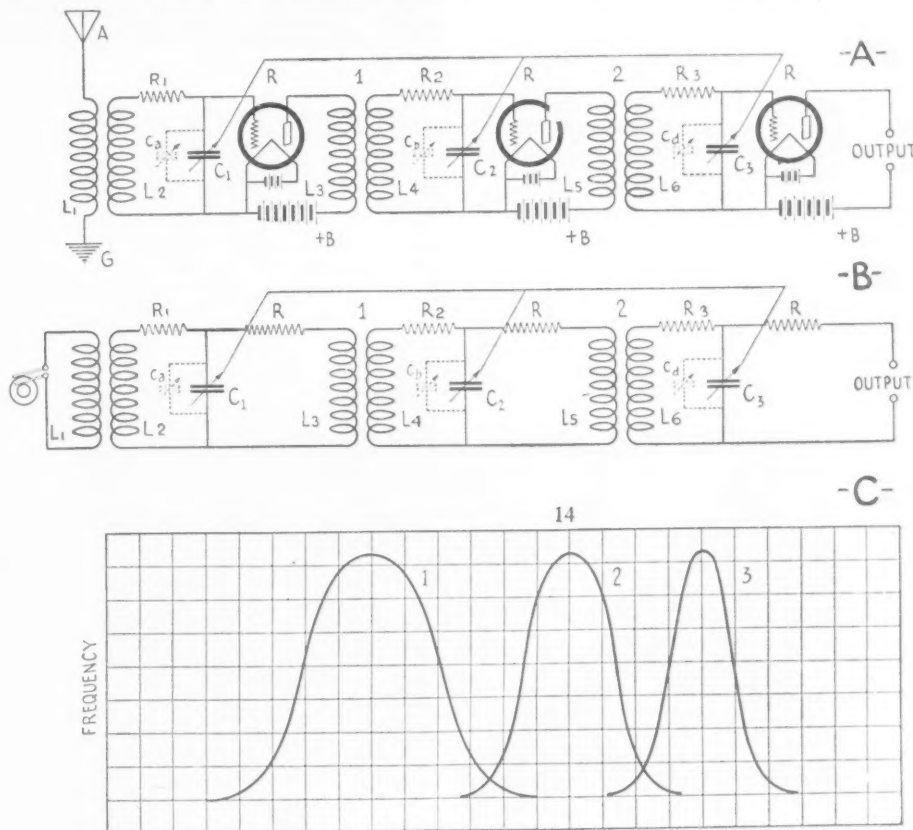 A
-A-
R1 R 1 R2 R 2 R3 R
Ca C1 Cb C2 Cd C3 OUTPUT
L1 L2 L3 L4 L5 L6
G +B +B +B
-B-
R1 R 1 R2 R 2 R3 R
Ca C1 Cb C2 Cd C3 OUTPUT
L1 L2 L3 L4 L5 L6
-C-
14
1 2 3
FREQUENCY